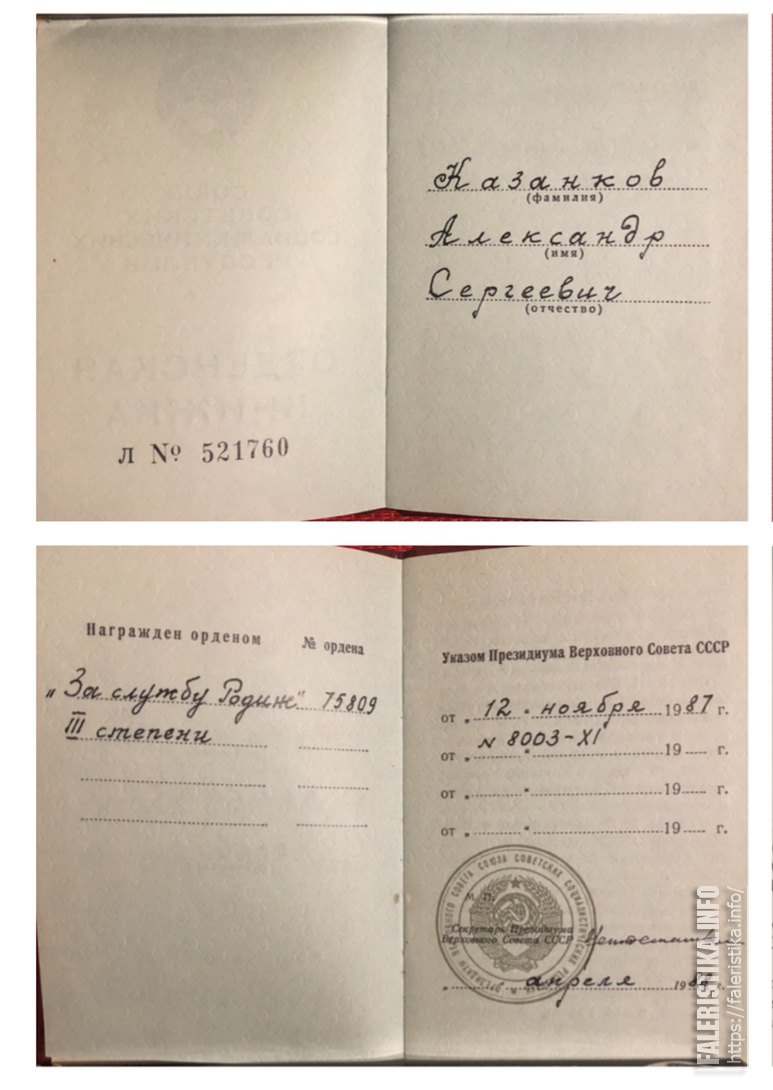 Казанков
(фамилия)
Александр
(имя)
Сергеевич
(отчество)
Л № 521760
Награжден орденом № ордена
„За службу Родине" 75809
III степени
Указом Президиума Верховного Совета СССР
от „ 12 " ноября 1987 г.
N 8003-XI
от „ " 19 г.
от „ " 19 г.
от „ " 19 г.
М. П.
Секретарь Президиума
Верховного Совета СССР
апреля 198 г.
FALERISTIKA.INFO
https://faleristika.info/